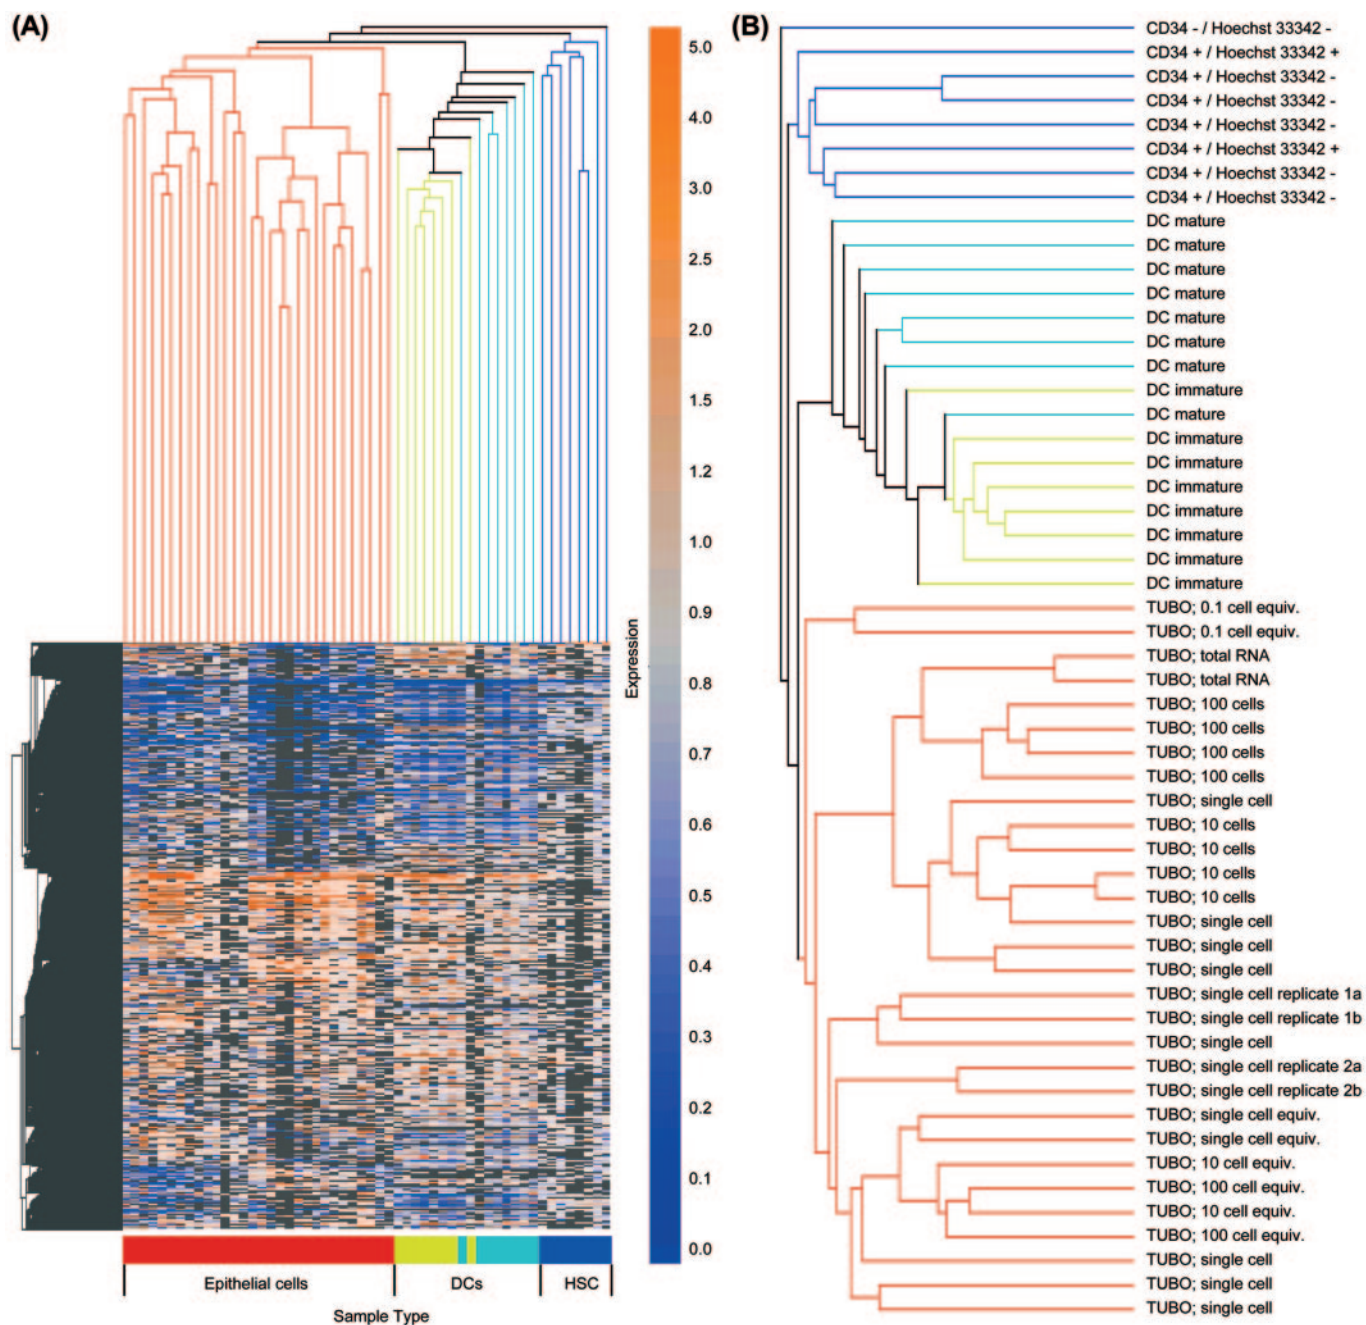 (A)
5.0
4.0
3.0
2.5
2.0
1.5
1.2
1.0
0.9
0.8
0.7
0.6
0.5
0.4
0.3
0.2
0.1
0.0
Expression
Epithelial cells
DCs
HSC
Sample Type
(B)
CD34 - / Hoechst 33342 -
CD34 + / Hoechst 33342 +
CD34 + / Hoechst 33342 -
CD34 + / Hoechst 33342 -
CD34 + / Hoechst 33342 -
CD34 + / Hoechst 33342 +
CD34 + / Hoechst 33342 -
CD34 + / Hoechst 33342 -
DC mature
DC mature
DC mature
DC mature
DC mature
DC mature
DC mature
DC immature
DC mature
DC immature
DC immature
DC immature
DC immature
DC immature
DC immature
DC immature
TUBO; 0.1 cell equiv.
TUBO; 0.1 cell equiv.
TUBO; total RNA
TUBO; total RNA
TUBO; 100 cells
TUBO; 100 cells
TUBO; 100 cells
TUBO; 100 cells
TUBO; single cell
TUBO; 10 cells
TUBO; 10 cells
TUBO; 10 cells
TUBO; 10 cells
TUBO; single cell
TUBO; single cell
TUBO; single cell
TUBO; single cell replicate 1a
TUBO; single cell replicate 1b
TUBO; single cell
TUBO; single cell replicate 2a
TUBO; single cell replicate 2b
TUBO; single cell equiv.
TUBO; single cell equiv.
TUBO; 10 cell equiv.
TUBO; 100 cell equiv.
TUBO; 10 cell equiv.
TUBO; 100 cell equiv.
TUBO; single cell
TUBO; single cell
TUBO; single cell